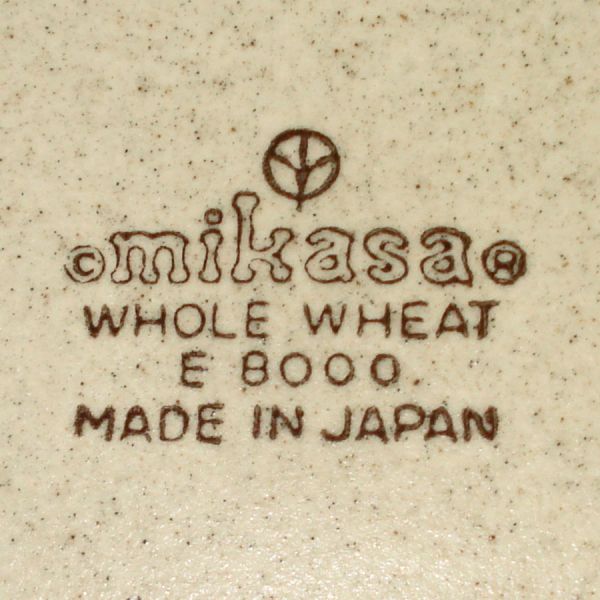 ©mikasa®
WHOLE WHEAT
E 8000
MADE IN JAPAN